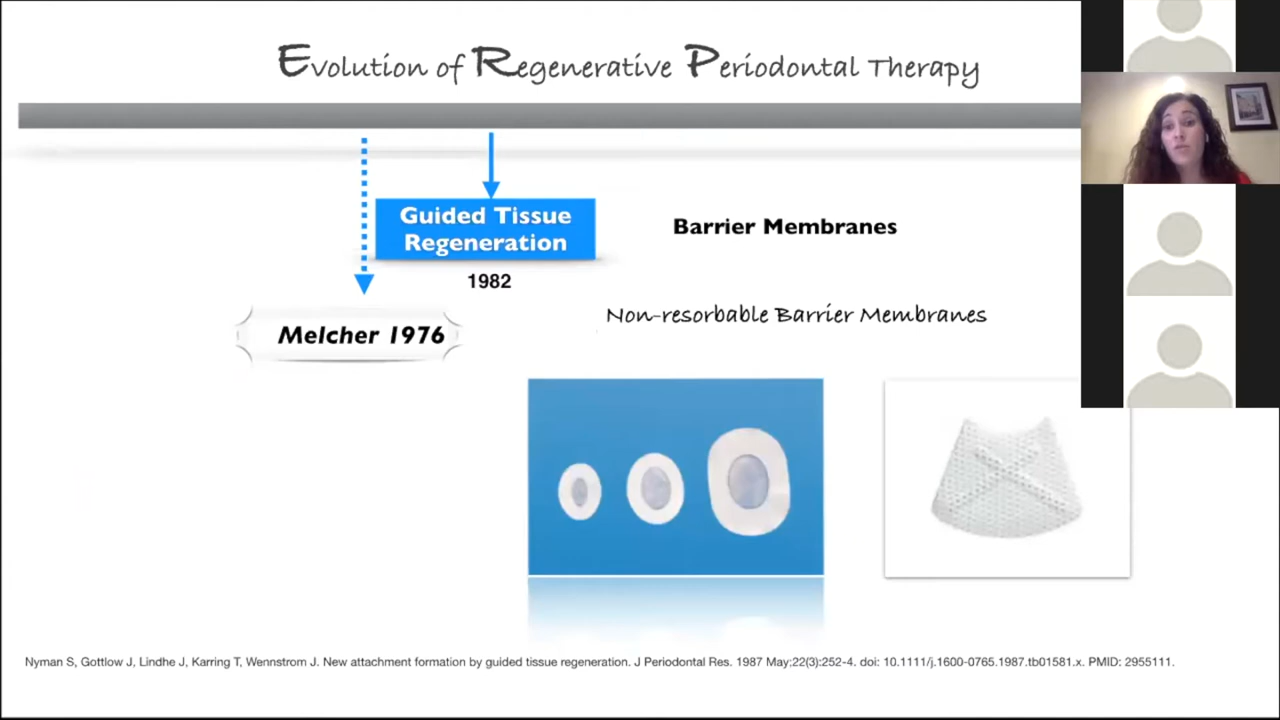 Evolution of Regenerative Periodontal Therapy
Guided Tissue
Regeneration
Barrier Membranes
1982
Non-resorbable Barrier Membranes
Melcher 1976
Nyman S, Gottlow J, Lindhe J, Karring T, Wennstrom J. New attachment formation by guided tissue regeneration. J Periodontal Res. 1987 May;22(3):252-4. doi: 10.1111/j.1600-0765.1987.tb01581.x. PMID: 2955111.